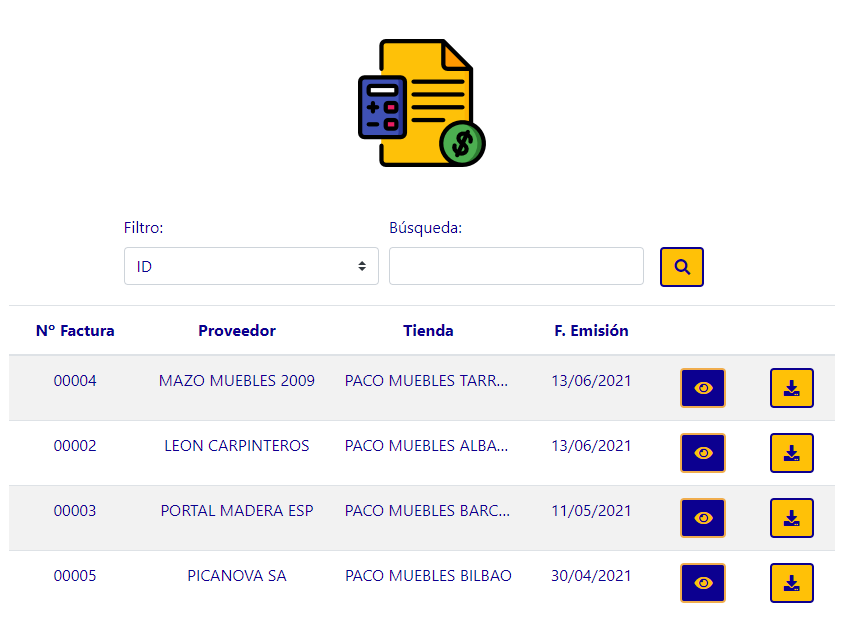 Filtro: Búsqueda:
ID
Nº Factura Proveedor Tienda F. Emisión
00004 MAZO MUEBLES 2009 PACO MUEBLES TARR... 13/06/2021
00002 LEON CARPINTEROS PACO MUEBLES ALBA... 13/06/2021
00003 PORTAL MADERA ESP PACO MUEBLES BARC... 11/05/2021
00005 PICANOVA SA PACO MUEBLES BILBAO 30/04/2021